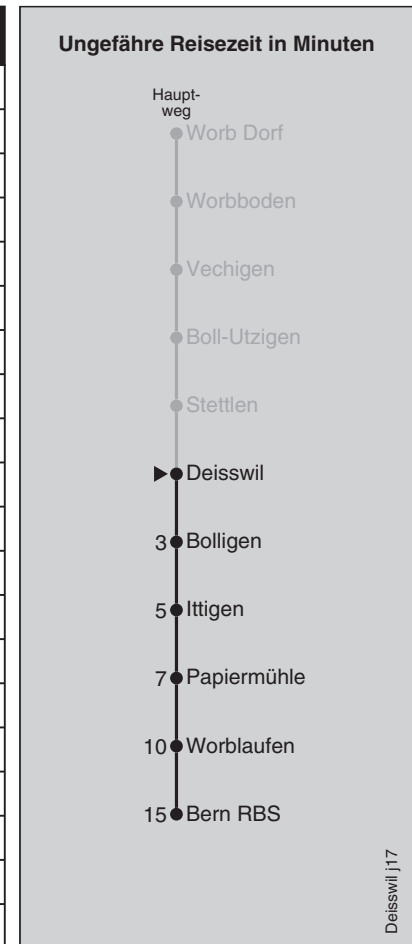 Ungefähre Reisezeit in Minuten
Haupt-
weg
Worb Dorf
Worbboden
Vechigen
Boll-Utzigen
Stettlen
Deisswil
3 Bolligen
5 Ittigen
7 Papiermühle
10 Worblaufen
15 Bern RBS
Deisswil j17